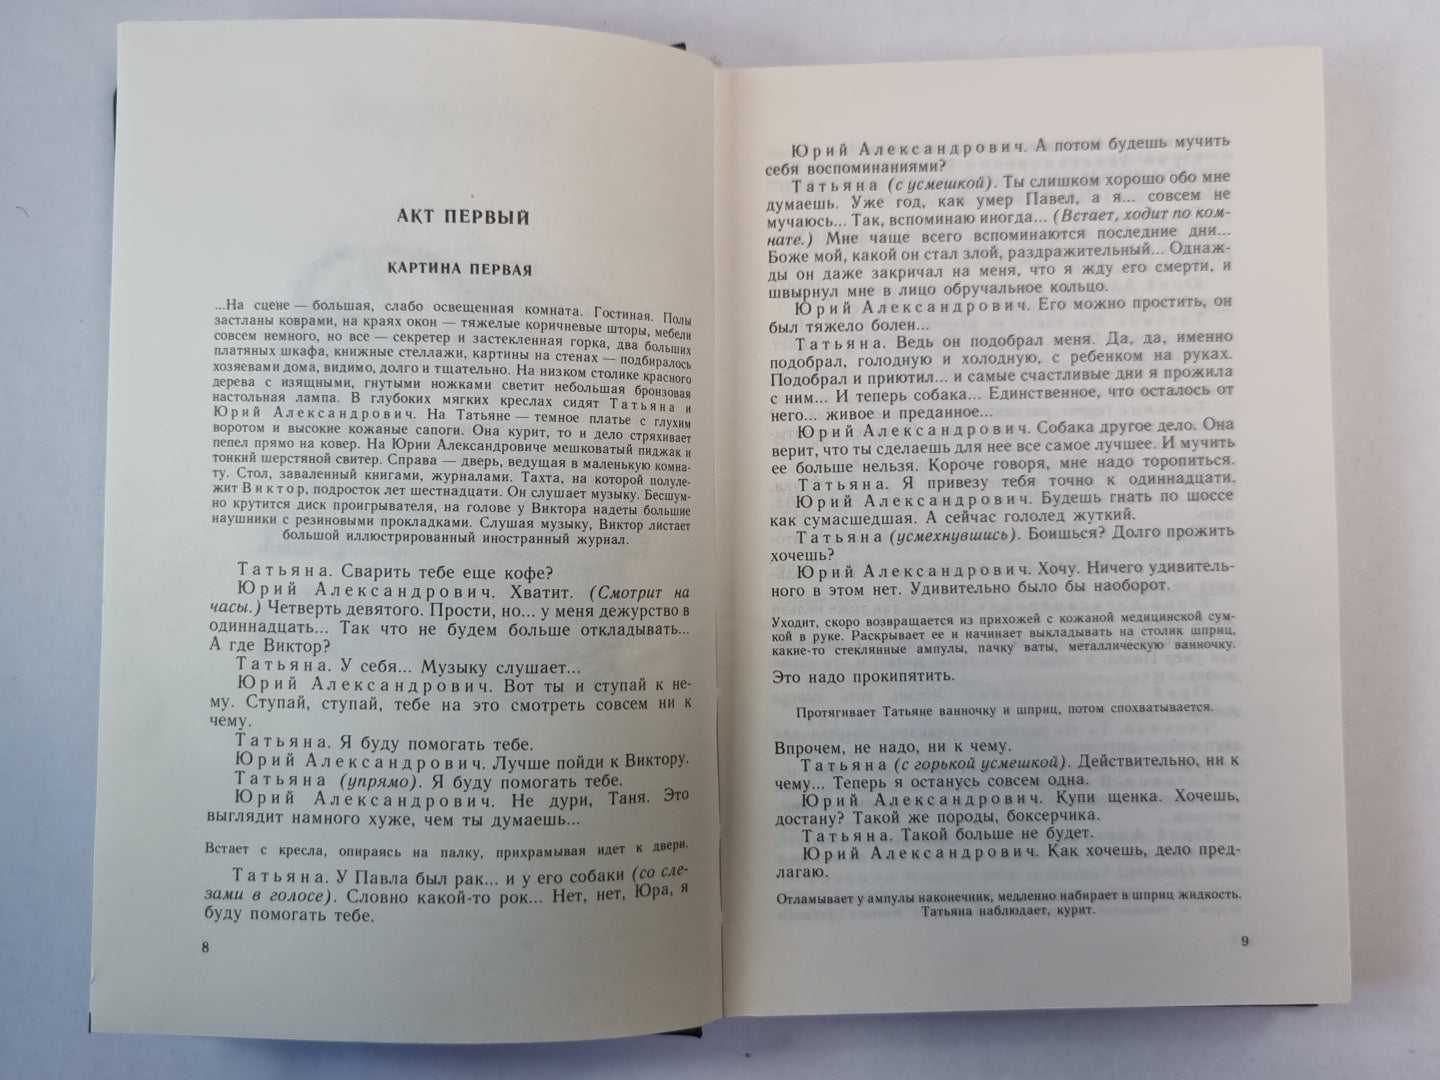 АКТ ПЕРВЫЙ
КАРТИНА ПЕРВАЯ
...На сцене — большая, слабо освещенная комната. Гостиная. Полы
застланы коврами, на краях окон — тяжелые коричневые шторы, мебели
совсем немного, но все — секретер и застекленная горка, два больших
платяных шкафа, книжные стеллажи, картины на стенах — подбиралось
хозяевами дома, видимо, долго и тщательно. На низком столике красного
дерева с изящными, гнутыми ножками светит небольшая бронзовая
настольная лампа. В глубоких мягких креслах сидят Татьяна и
Юрий Александрович. На Татьяне — темное платье с глухим
воротом и высокие кожаные сапоги. Она курит, то и дело стряхивает
пепел прямо на ковер. На Юрии Александровиче мешковатый пиджак и
тонкий шерстяной свитер. Справа — дверь, ведущая в маленькую комна-
ту. Стол, заваленный книгами, журналами. Тахта, на которой полуле-
жит Виктор, подросток лет шестнадцати. Он слушает музыку. Бесшум-
но крутится диск проигрывателя, на голове у Виктора надеты большие
наушники с резиновыми прокладками. Слушая музыку, Виктор листает
большой иллюстрированный иностранный журнал.
Татьяна. Сварить тебе еще кофе?
Юрий Александрович. Хватит. (Смотрит на
часы.) Четверть девятого. Прости, но... у меня дежурство в
одиннадцать... Так что не будем больше откладывать...
А где Виктор?
Татьяна. У себя... Музыку слушает...
Юрий Александрович. Вот ты и ступай к не-
му. Ступай, ступай, тебе на это смотреть совсем ни к
чему.
Татьяна. Я буду помогать тебе.
Юрий Александрович. Лучше пойди к Виктору.
Татьяна (упрямо). Я буду помогать тебе.
Юрий Александрович. Не дури, Таня. Это
выглядит намного хуже, чем ты думаешь...
Встает с кресла, опираясь на палку, прихрамывая идет к двери.
Татьяна. У Павла был рак... и у его собаки (со сле-
зами в голосе). Словно какой-то рок... Нет, нет, Юра, я
буду помогать тебе.
8
Юрий Александрович. А потом будешь мучить
себя воспоминаниями?
Татьяна (с усмешкой). Ты слишком хорошо обо мне
думаешь. Уже год, как умер Павел, а я... совсем не
мучаюсь... Так, вспоминаю иногда... (Встает, ходит по ком-
нате.) Мне чаще всего вспоминаются последние дни...
Боже мой, какой он стал злой, раздражительный... Однаж-
ды он даже закричал на меня, что я жду его смерти, и
швырнул мне в лицо обручальное кольцо.
Юрий Александрович. Его можно простить, он
был тяжело болен...
Татьяна. Ведь он подобрал меня. Да, да, именно
подобрал, голодную и холодную, с ребенком на руках.
Подобрал и приютил... и самые счастливые дни я прожила
с ним... И теперь собака... Единственное, что осталось от
него... живое и преданное...
Юрий Александрович. Собака другое дело. Она
верит, что ты сделаешь для нее все самое лучшее. И мучить
ее больше нельзя. Короче говоря, мне надо торопиться.
Татьяна. Я привезу тебя точно к одиннадцати.
Юрий Александрович. Будешь гнать по шоссе
как сумасшедшая. А сейчас гололед жуткий.
Татьяна (усмехнувшись). Боишься? Долго прожить
хочешь?
Юрий Александрович. Хочу. Ничего удивитель-
ного в этом нет. Удивительно было бы наоборот.
Уходит, скоро возвращается из прихожей с кожаной медицинской сум-
кой в руке. Раскрывает ее и начинает выкладывать на столик шприц,
какие-то стеклянные ампулы, пачку ваты, металлическую ванночку.
Это надо прокипятить.
Протягивает Татьяне ванночку и шприц, потом спохватывается.
Впрочем, не надо, ни к чему.
Татьяна (с горькой усмешкой). Действительно, ни к
чему... Теперь я останусь совсем одна.
Юрий Александрович. Купи щенка. Хочешь,
достану? Такой же породы, боксерчика.
Татьяна. Такой больше не будет.
Юрий Александрович. Как хочешь, дело пред-
лагаю.
Отламывает у ампулы наконечник, медленно набирает в шприц жидкость.
Татьяна наблюдает, курит.
9